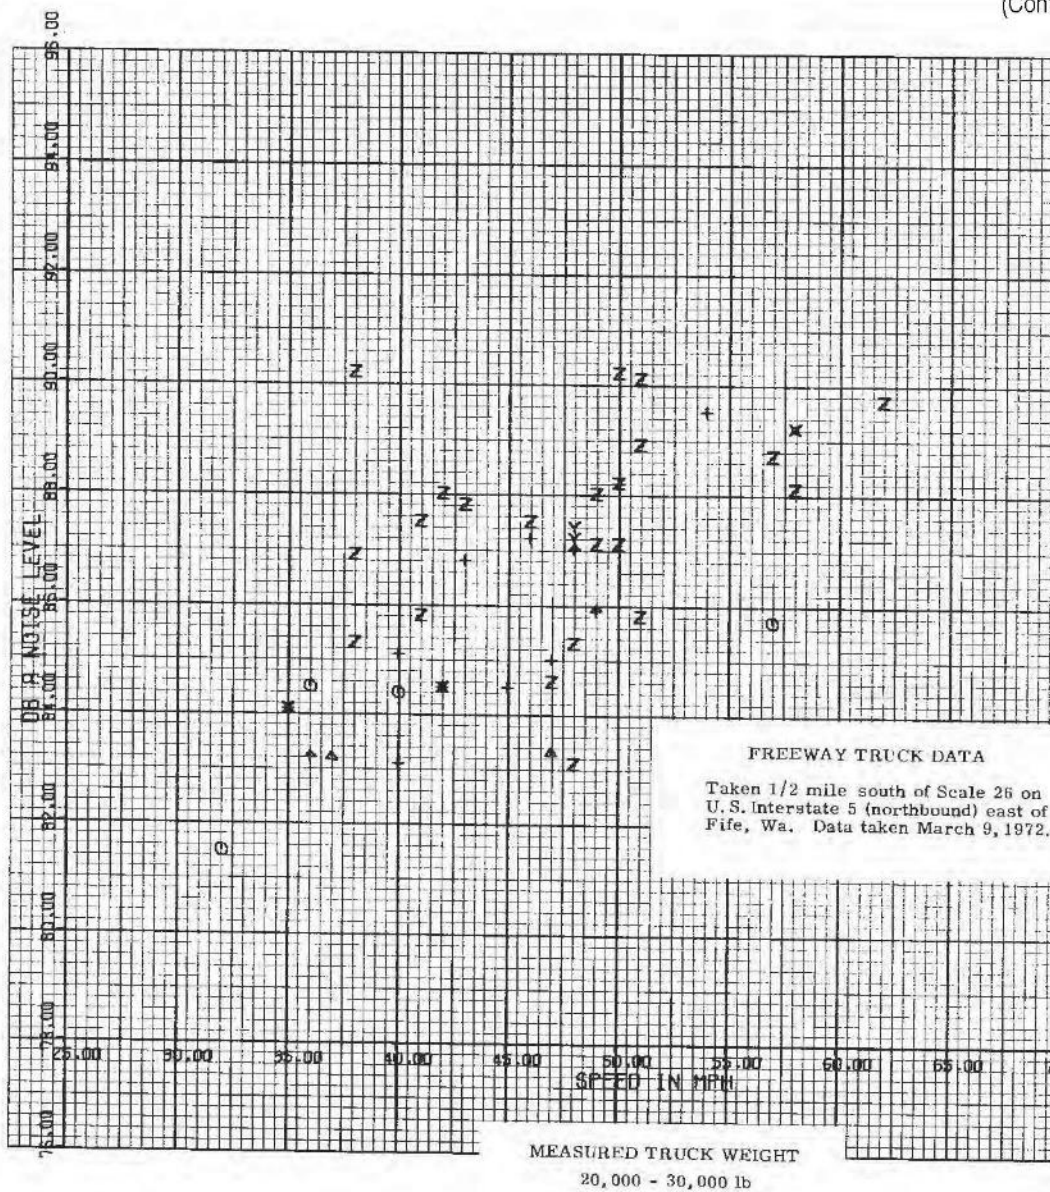 (Con
96.00
94.00
92.00
90.00
88.00
86.00
84.00
82.00
80.00
78.00
76.00
DB A NOISE LEVEL
25.00 30.00 35.00 40.00 45.00 50.00 55.00 60.00 65.00
SPEED IN MPH
FREEWAY TRUCK DATA
Taken 1/2 mile south of Scale 26 on
U.S. Interstate 5 (northbound) east of
Fife, Wa. Data taken March 9, 1972.
MEASURED TRUCK WEIGHT
20,000 - 30,000 lb